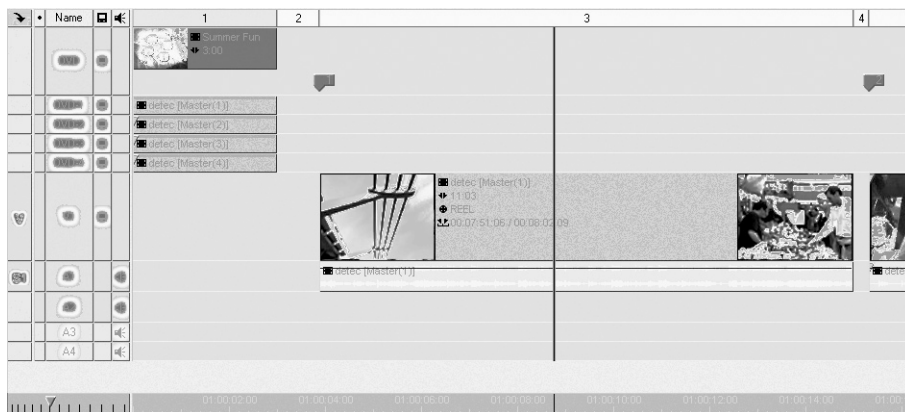 Name 1 2 3 4
Summer Fun
3:00
1 2
DVD
detec [Master(1)]
detec [Master(2)]
detec [Master(3)]
detec [Master(4)]
detec [Master(1)]
11:03
REEL
00:07:51:06 / 00:08:02:09
detec [Master(1)]
A3
A4
01:00:02:00 01:00:04:00 01:00:06:00 01:00:08:00 01:00:10:00 01:00:12:00 01:00:14:00